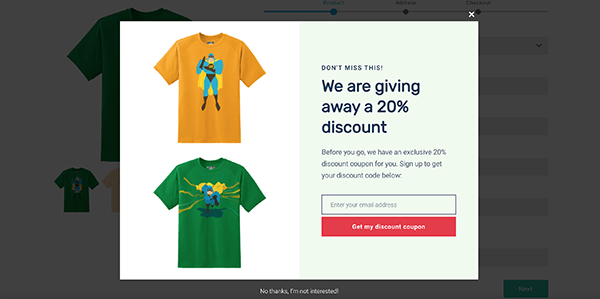 Product Address Checkout
DON'T MISS THIS!
We are giving
away a 20%
discount
Before you go, we have an exclusive 20%
discount coupon for you. Sign up to get
your discount code below:
Enter your email address
Get my discount coupon
No thanks, I'm not interested!
Next